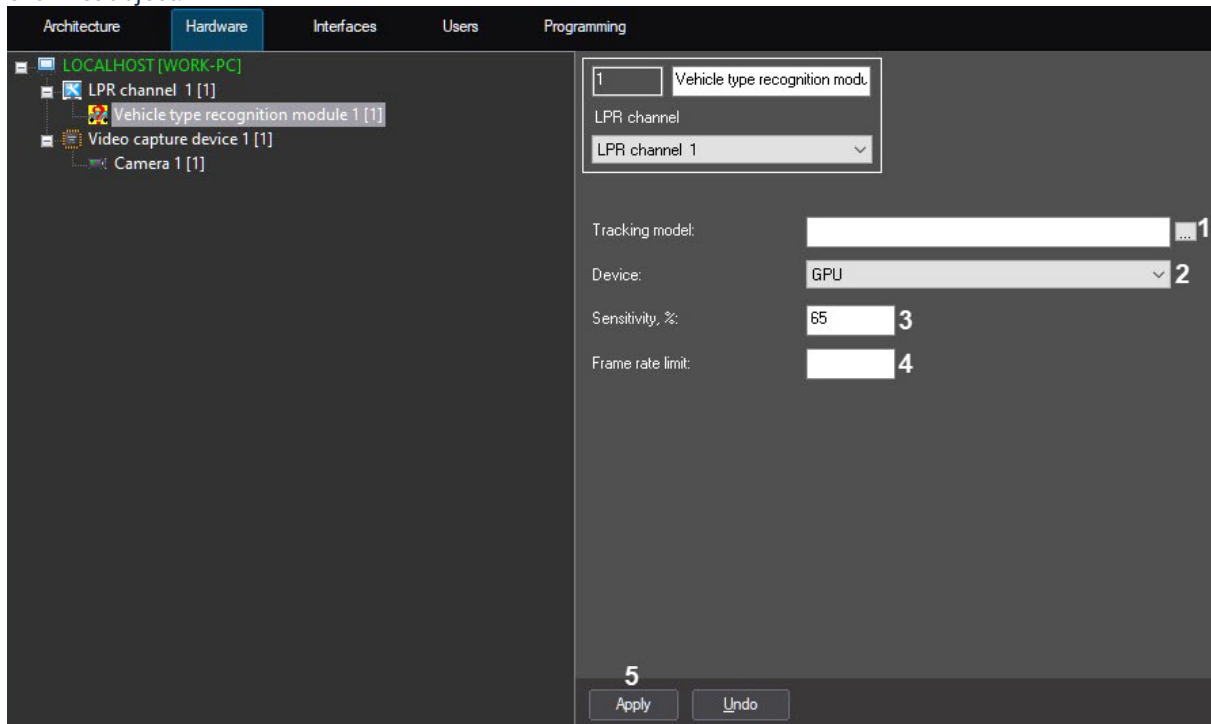 Architecture Hardware Interfaces Users Programming
LOCALHOST [WORK-PC]
LPR channel 1 [1]
Vehicle type recognition module 1 [1]
Video capture device 1 [1]
Camera 1 [1]
1 Vehicle type recognition modu
LPR channel
LPR channel 1
Tracking model: ... 1
Device: GPU 2
Sensitivity, %: 65 3
Frame rate limit: 4
5
Apply Undo